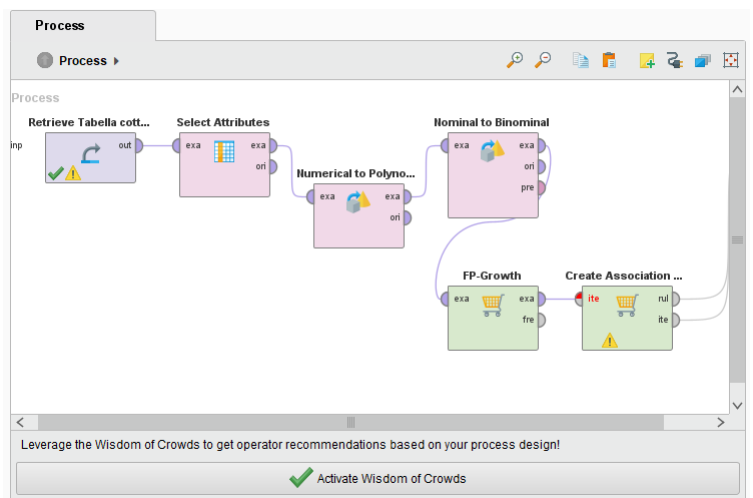 Process
Process
Process
Retrieve Tabella cott...
Select Attributes
Nominal to Binominal
inp
out
exa
exa
ori
Numerical to Polyno...
exa
exa
ori
exa
exa
ori
pre
FP-Growth
Create Association ...
exa
exa
fre
ite
rul
ite
Leverage the Wisdom of Crowds to get operator recommendations based on your process design!
Activate Wisdom of Crowds